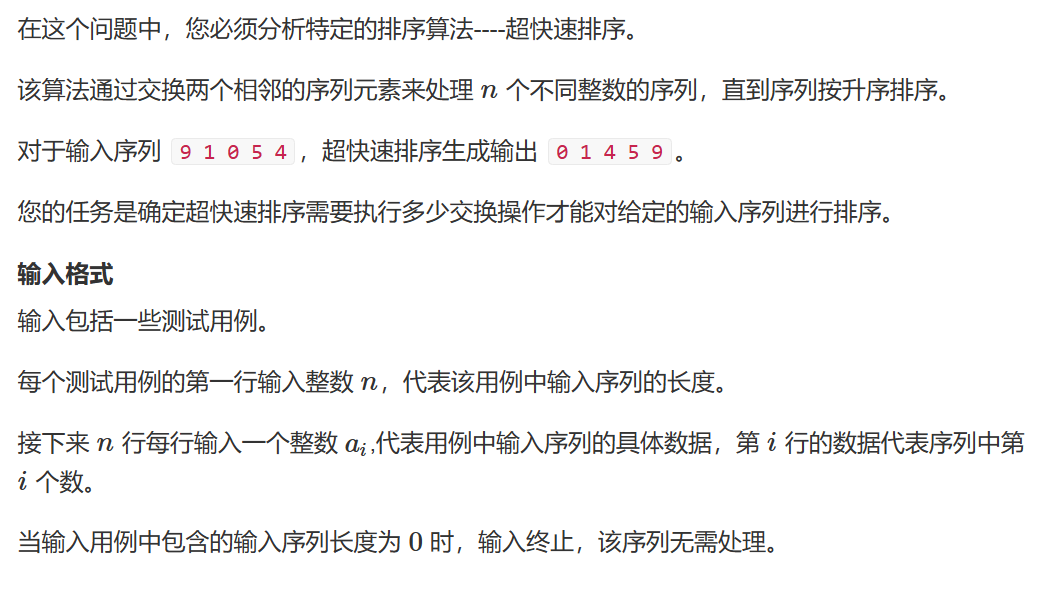 在这个问题中，您必须分析特定的排序算法----超快速排序。
该算法通过交换两个相邻的序列元素来处理 n 个不同整数的序列，直到序列按升序排序。
对于输入序列 9 1 0 5 4，超快速排序生成输出 0 1 4 5 9。
您的任务是确定超快速排序需要执行多少交换操作才能对给定的输入序列进行排序。
输入格式
输入包括一些测试用例。
每个测试用例的第一行输入整数 n，代表该用例中输入序列的长度。
接下来 n 行每行输入一个整数 aᵢ,代表用例中输入序列的具体数据，第 i 行的数据代表序列中第
i 个数。
当输入用例中包含的输入序列长度为 0 时，输入终止，该序列无需处理。